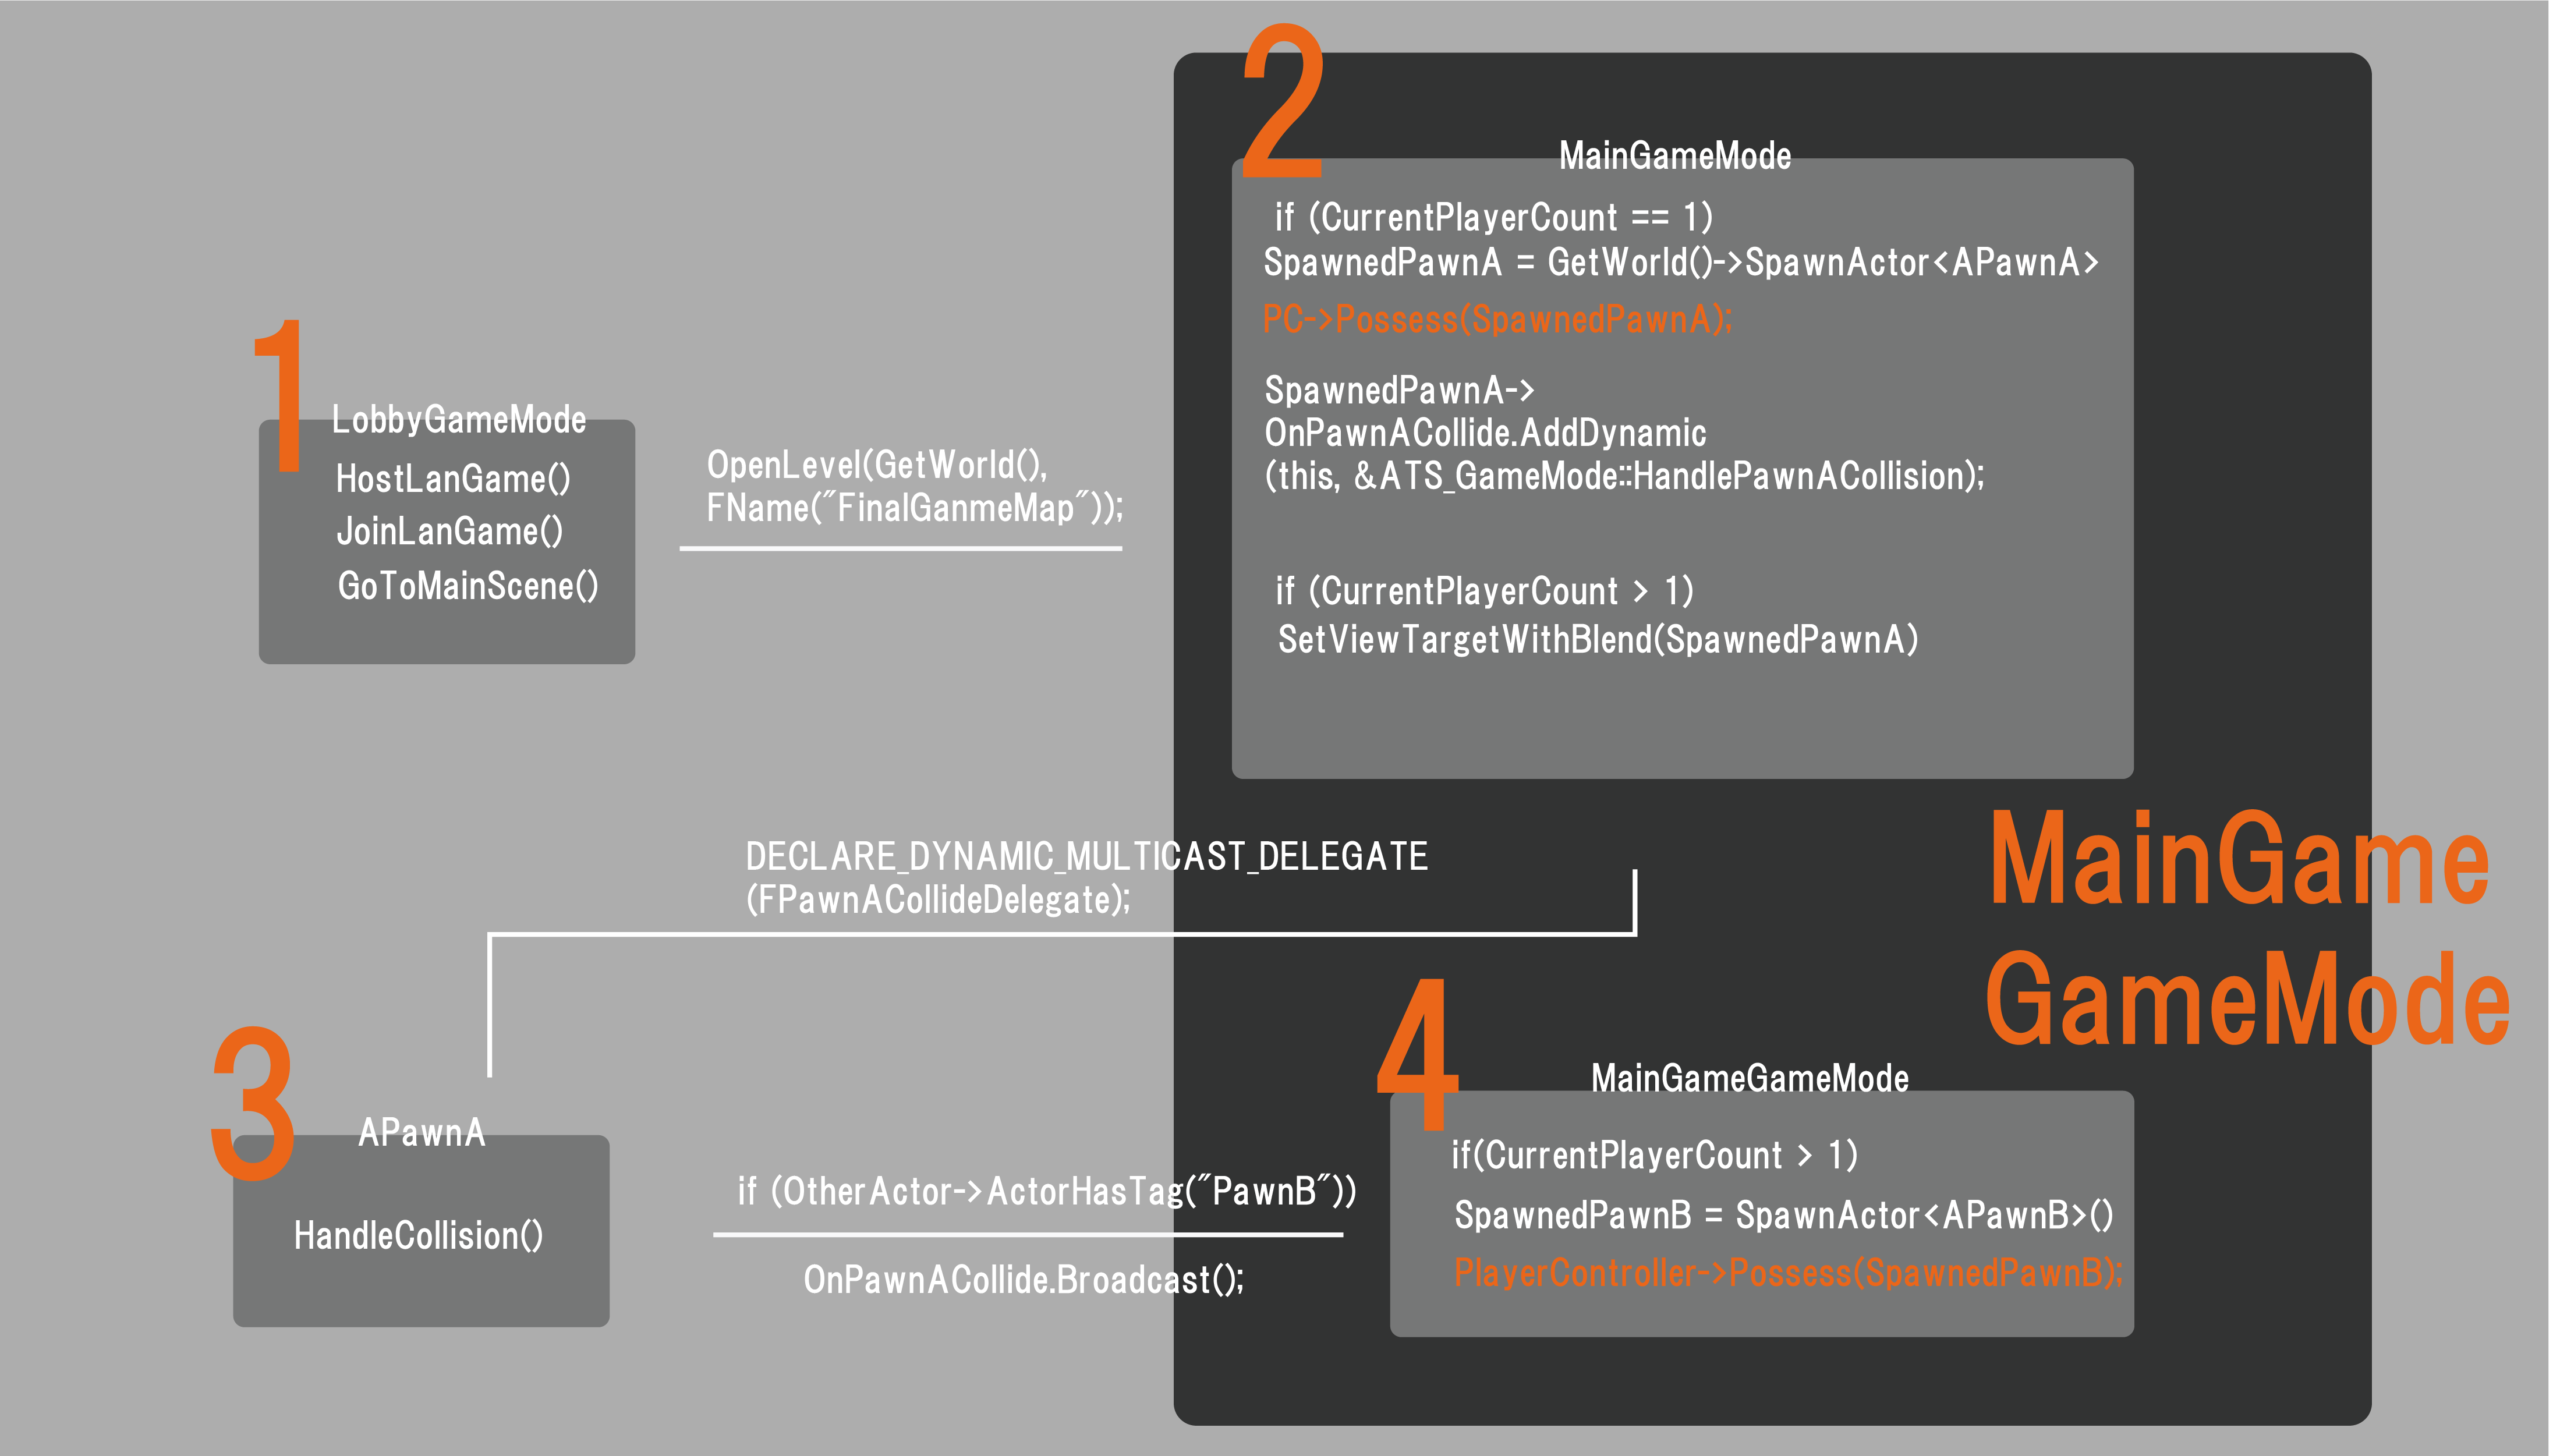 1
LobbyGameMode
HostLanGame()
JoinLanGame()
GoToMainScene()
OpenLevel(GetWorld(),
FName("FinalGanmeMap"));
2
MainGameMode
if (CurrentPlayerCount == 1)
SpawnedPawnA = GetWorld()->SpawnActor<APawnA>
PC->Possess(SpawnedPawnA);
SpawnedPawnA->
OnPawnACollide.AddDynamic
(this, &ATS_GameMode::HandlePawnACollision);
if (CurrentPlayerCount > 1)
SetViewTargetWithBlend(SpawnedPawnA)
MainGame
GameMode
DECLARE_DYNAMIC_MULTICAST_DELEGATE
(FPawnACollideDelegate);
3
APawnA
HandleCollision()
if (OtherActor->ActorHasTag("PawnB"))
OnPawnACollide.Broadcast();
4
MainGameGameMode
if(CurrentPlayerCount > 1)
SpawnedPawnB = SpawnActor<APawnB>()
PlayerController->Possess(SpawnedPawnB);